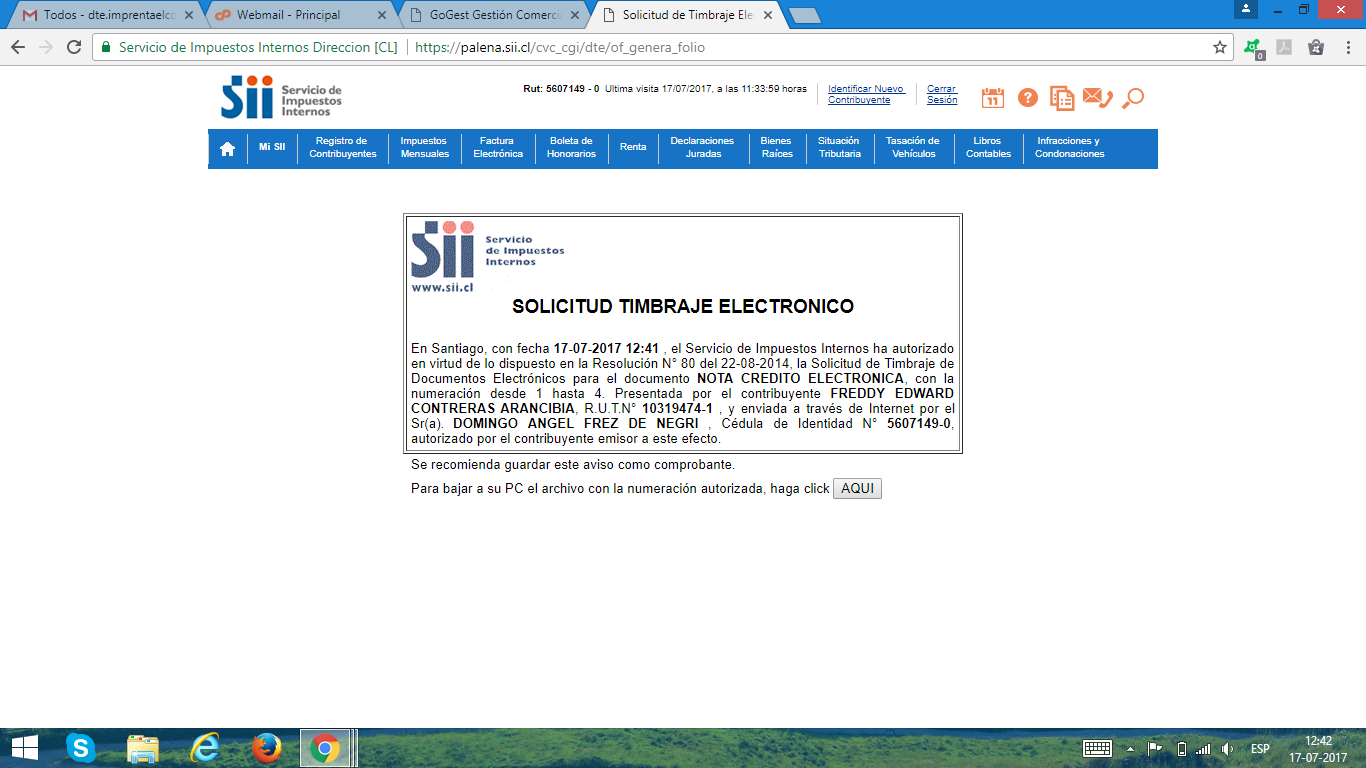 Todos - dte.imprentaelcc
Webmail - Principal
GoGest Gestión Comerci
Solicitud de Timbraje Ele
Servicio de Impuestos Internos Direccion [CL]
https://palena.sii.cl/cvc_cgi/dte/of_genera_folio
0
Sii Servicio de
Impuestos
Internos
Rut: 5607149 - 0 Ultima visita 17/07/2017, a las 11:33:59 horas
Identificar Nuevo
Contribuyente
Cerrar
Sesión
11
?
Mi SII
Registro de
Contribuyentes
Impuestos
Mensuales
Factura
Electrónica
Boleta de
Honorarios
Renta
Declaraciones
Juradas
Bienes
Raíces
Situación
Tributaria
Tasación de
Vehículos
Libros
Contables
Infracciones y
Condonaciones
Sii Servicio
de Impuestos
Internos
www.sii.cl
SOLICITUD TIMBRAJE ELECTRONICO
En Santiago, con fecha 17-07-2017 12:41 , el Servicio de Impuestos Internos ha autorizado
en virtud de lo dispuesto en la Resolución N° 80 del 22-08-2014, la Solicitud de Timbraje de
Documentos Electrónicos para el documento NOTA CREDITO ELECTRONICA, con la
numeración desde 1 hasta 4. Presentada por el contribuyente FREDDY EDWARD
CONTRERAS ARANCIBIA, R.U.T.N° 10319474-1 , y enviada a través de Internet por el
Sr(a). DOMINGO ANGEL FREZ DE NEGRI , Cédula de Identidad N° 5607149-0,
autorizado por el contribuyente emisor a este efecto.
Se recomienda guardar este aviso como comprobante.
Para bajar a su PC el archivo con la numeración autorizada, haga click AQUI
ESP
12:42
17-07-2017